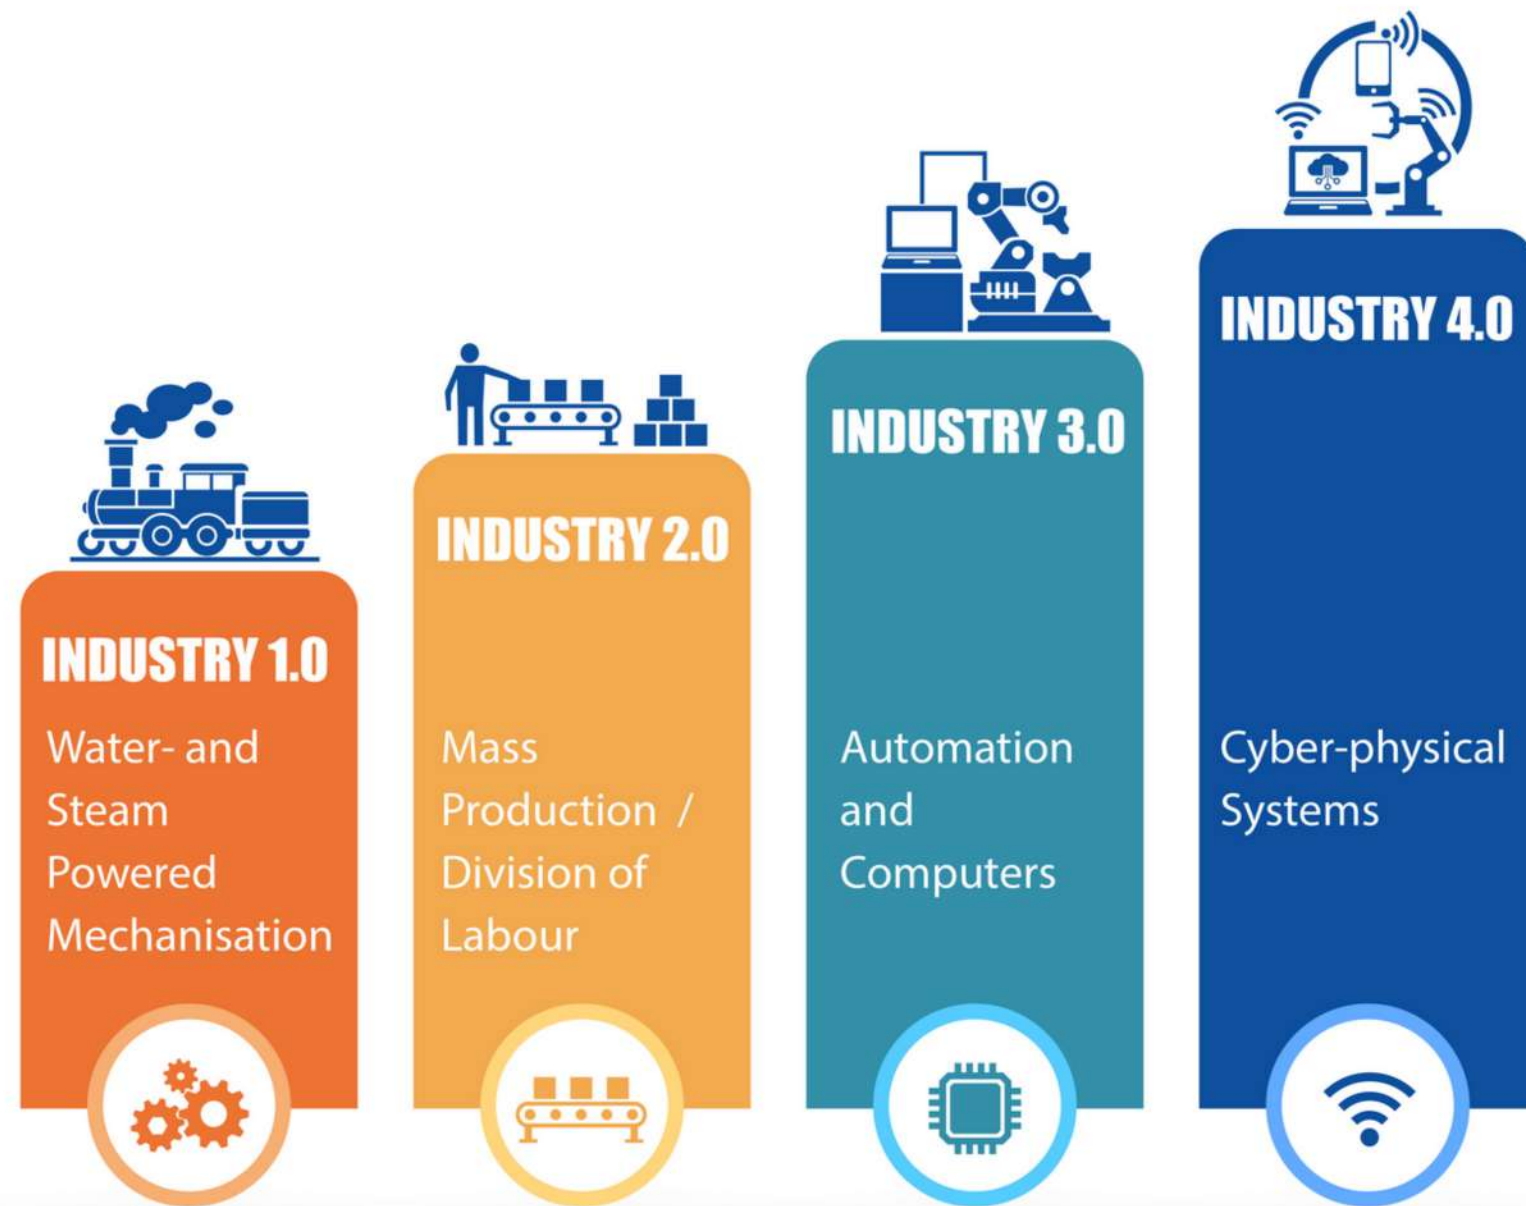 INDUSTRY 1.0
Water- and
Steam
Powered
Mechanisation
INDUSTRY 2.0
Mass
Production /
Division of
Labour
INDUSTRY 3.0
Automation
and
Computers
INDUSTRY 4.0
Cyber-physical
Systems